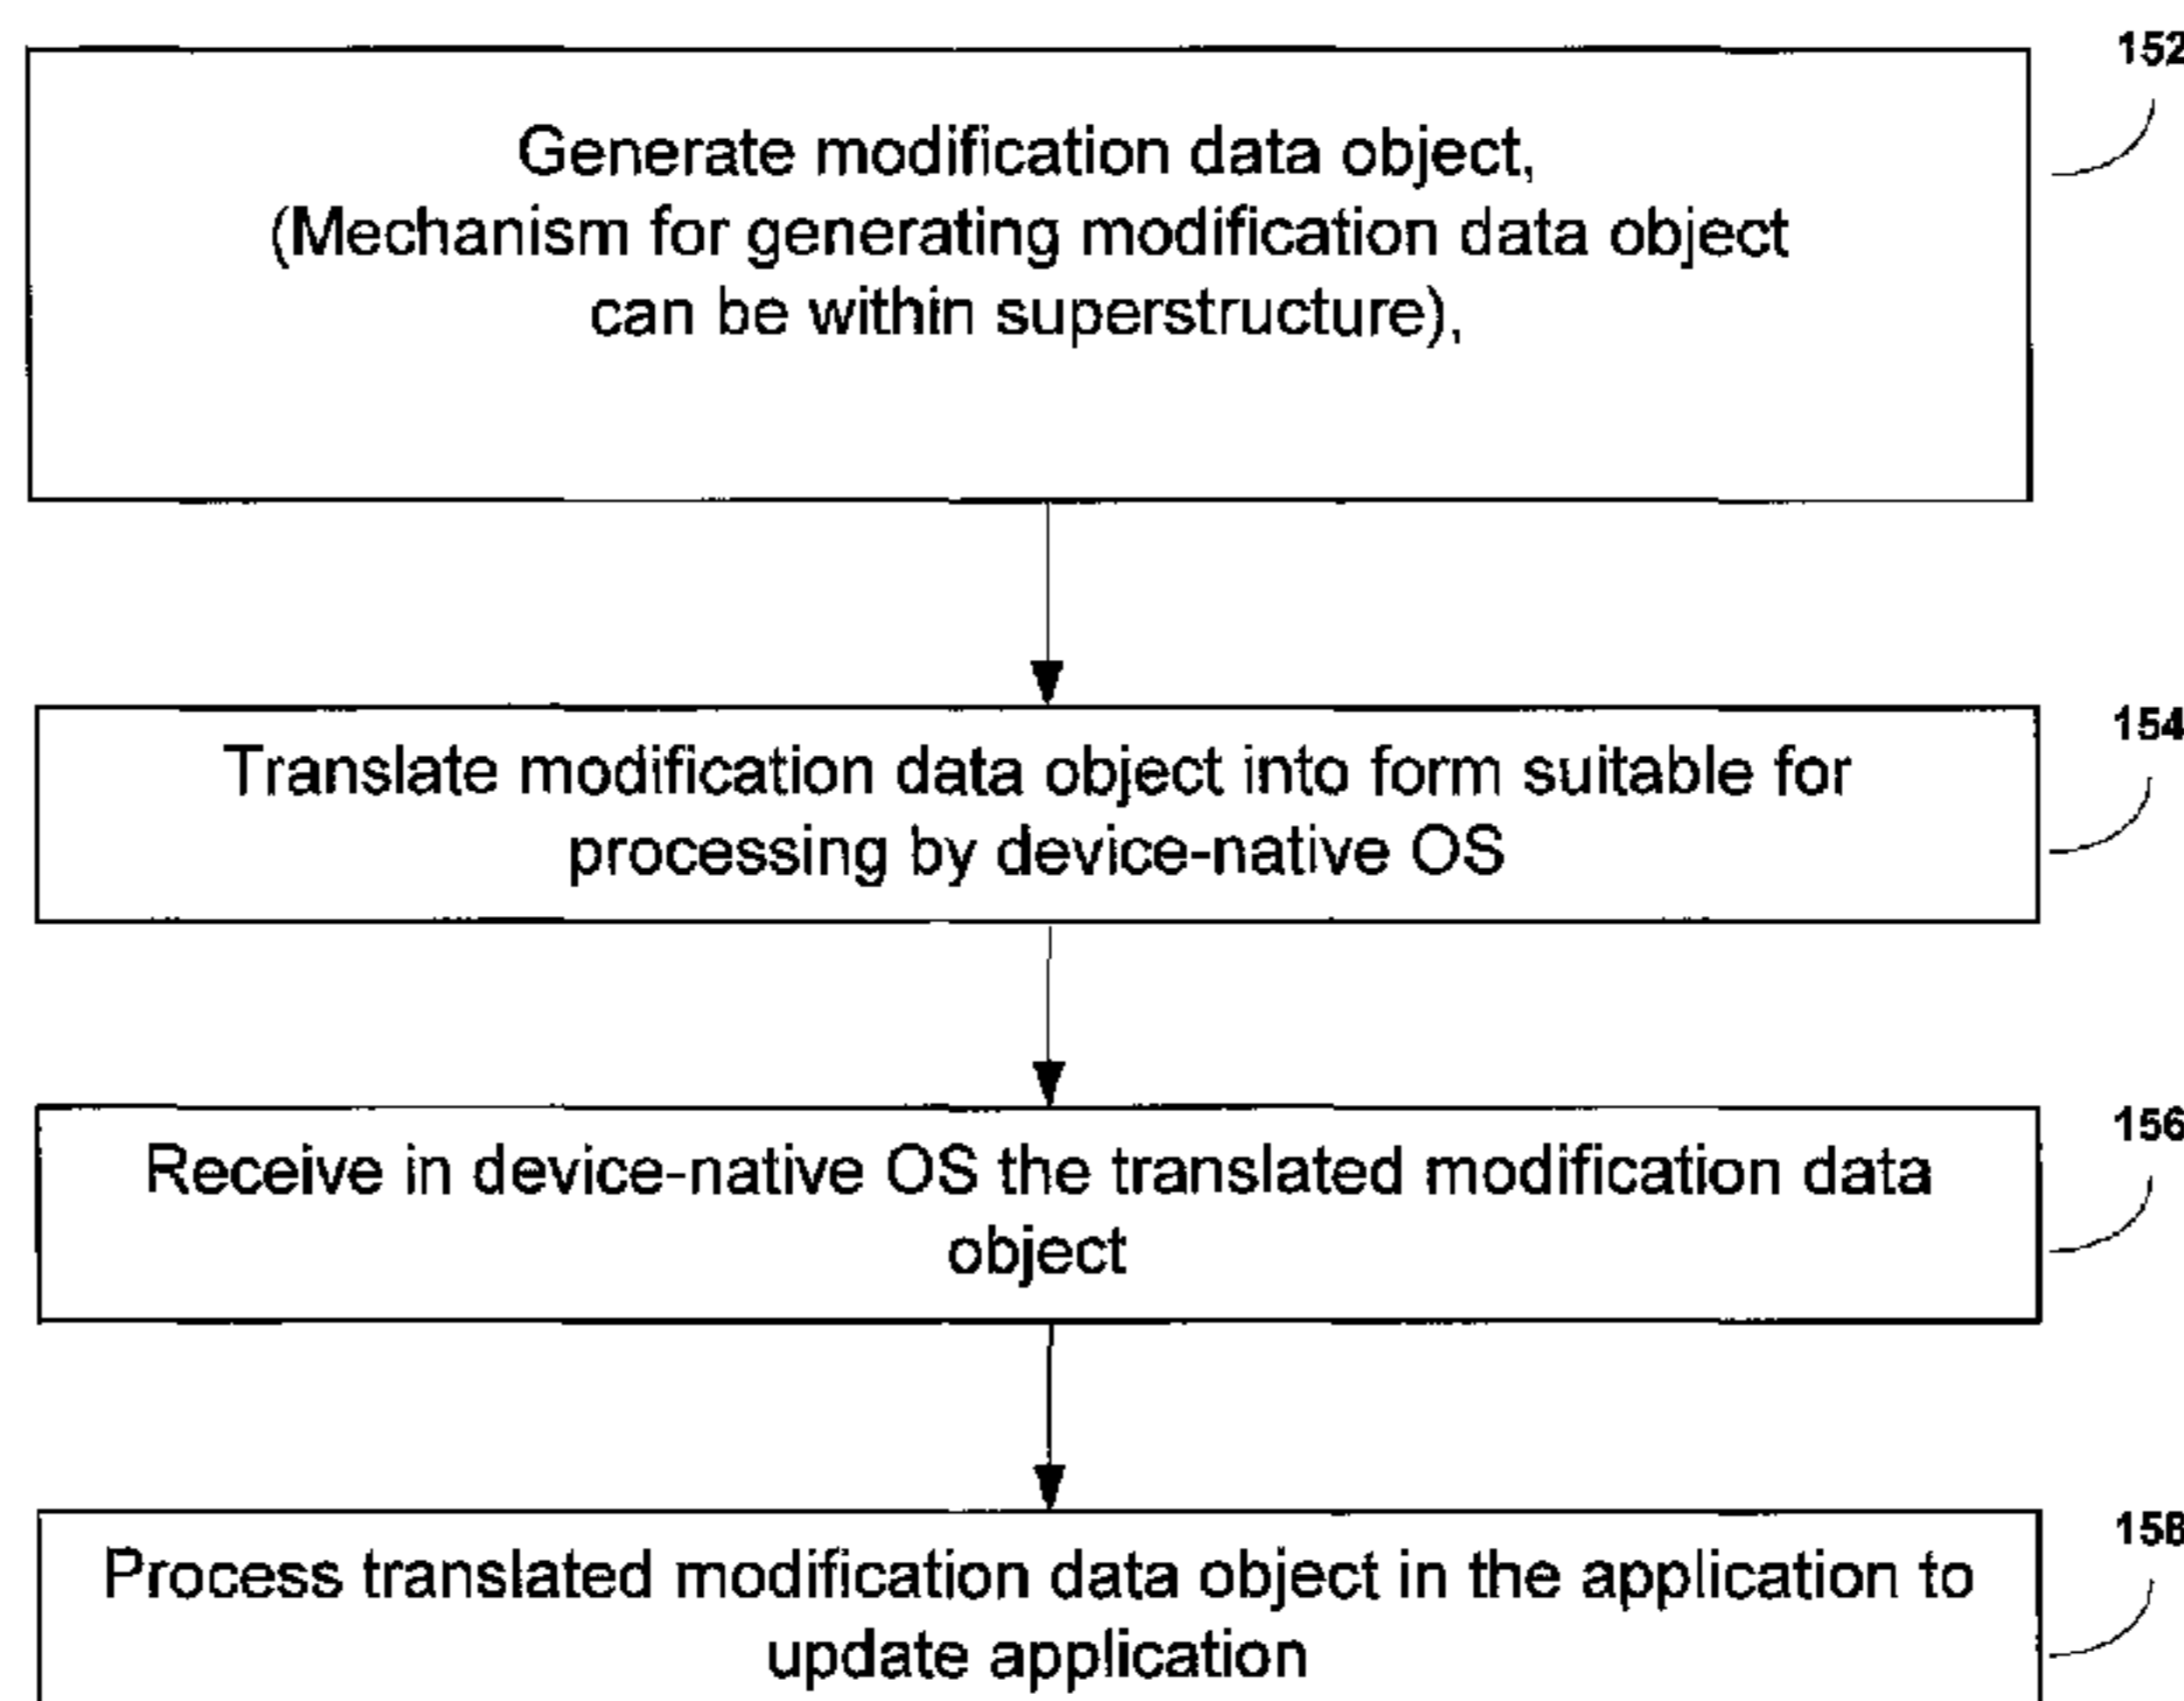 152
Generate modification data object,
(Mechanism for generating modification data object
can be within superstructure),
154
Translate modification data object into form suitable for
processing by device-native OS
156
Receive in device-native OS the translated modification data
object
158
Process translated modification data object in the application to
update application